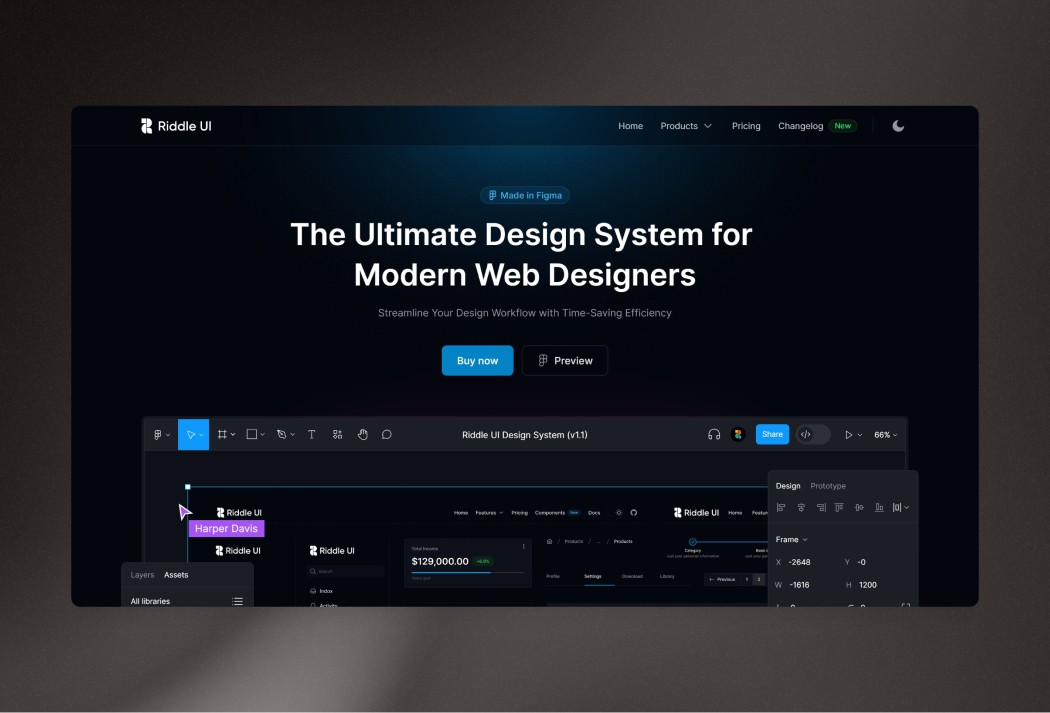 Riddle UI
Home Products Pricing Changelog New
Made in Figma
The Ultimate Design System for
Modern Web Designers
Streamline Your Design Workflow with Time-Saving Efficiency
Buy now Preview
Riddle UI Design System (v1.1) Share 66%
Design Prototype
Riddle UI Home Features Pricing Components New Docs Riddle UI Home
Harper Davis
Frame
Riddle UI Riddle UI
Total Income
$129,000.00
Products / ... / Products
Category
X -2648 Y -0
Layers Assets
Search
Profile Settings Download Library
Previous 1 2
W -1616 H 1200
Inbox
All libraries
Activity